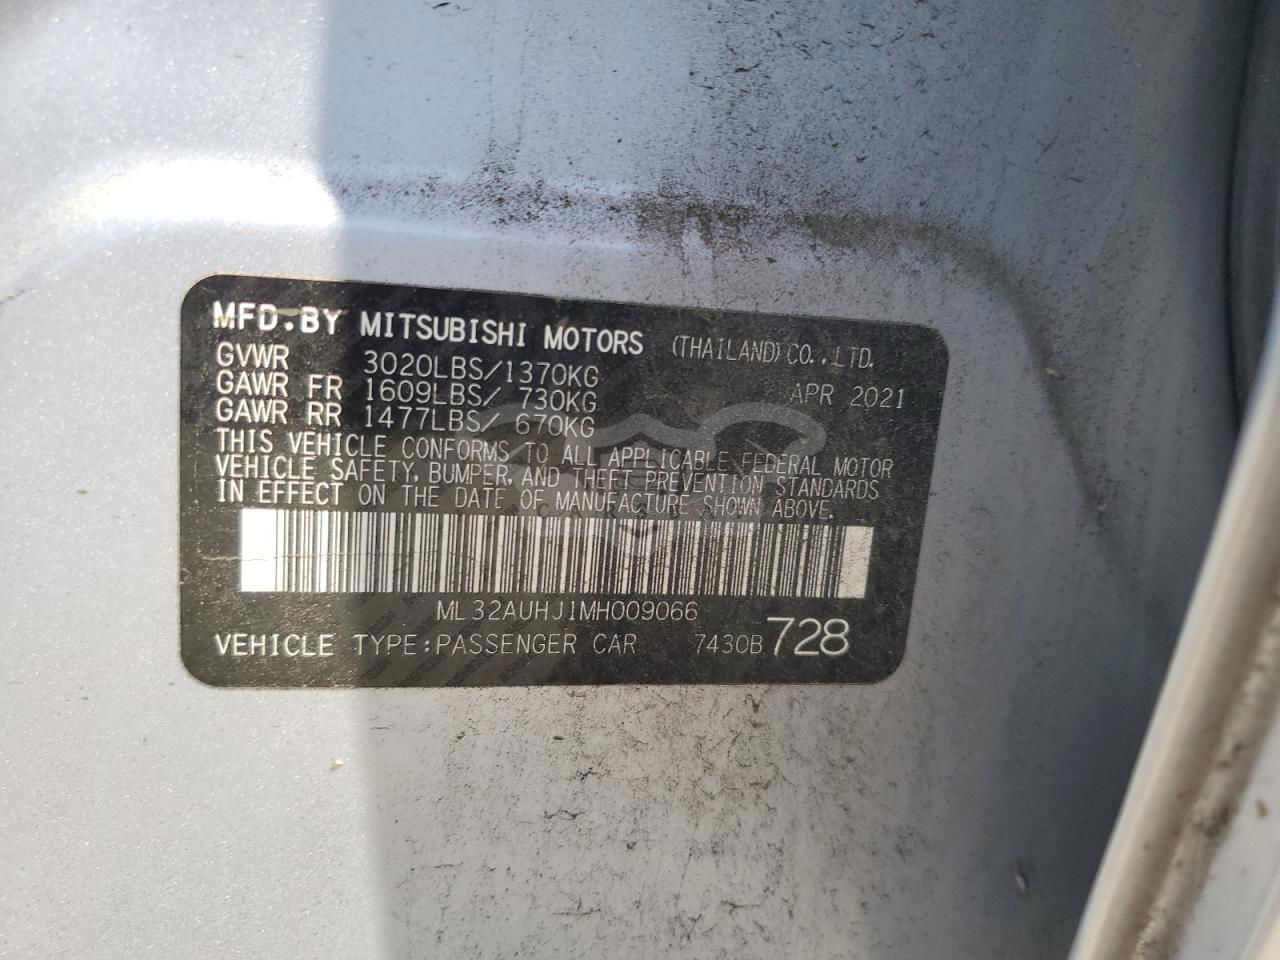 MFD.BY MITSUBISHI MOTORS (THAILAND) CO.,LTD.
GVWR 3020LBS/1370KG
GAWR FR 1609LBS/ 730KG APR 2021
GAWR RR 1477LBS/ 670KG
THIS VEHICLE CONFORMS TO ALL APPLICABLE FEDERAL MOTOR
VEHICLE SAFETY, BUMPER, AND THEFT PREVENTION STANDARDS
IN EFFECT ON THE DATE OF MANUFACTURE SHOWN ABOVE.
ML32AUHJ1MH009066
VEHICLE TYPE:PASSENGER CAR 7430B 728